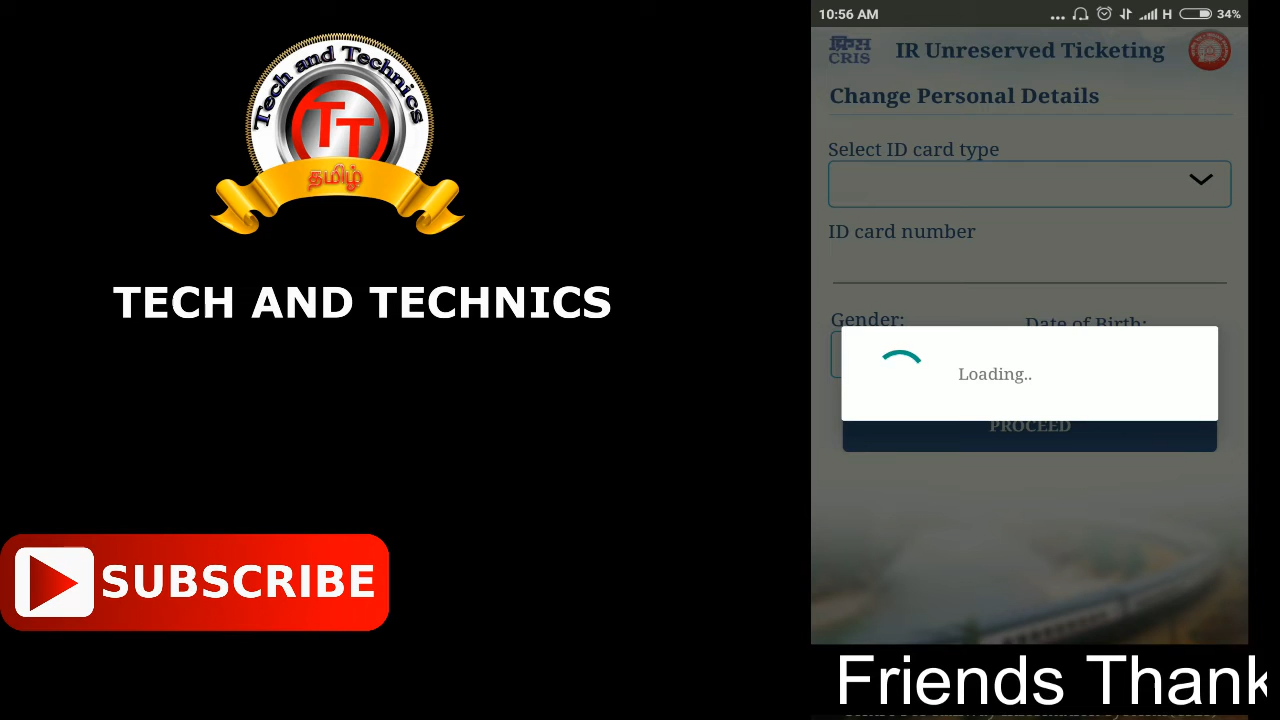 Tech and Technics
TT
தமிழ்
TECH AND TECHNICS
SUBSCRIBE
10:56 AM
H
34%
क्रिस
CRIS
IR Unreserved Ticketing
Change Personal Details
Select ID card type
ID card number
Gender:
Date of Birth:
Loading..
PROCEED
Friends Thank